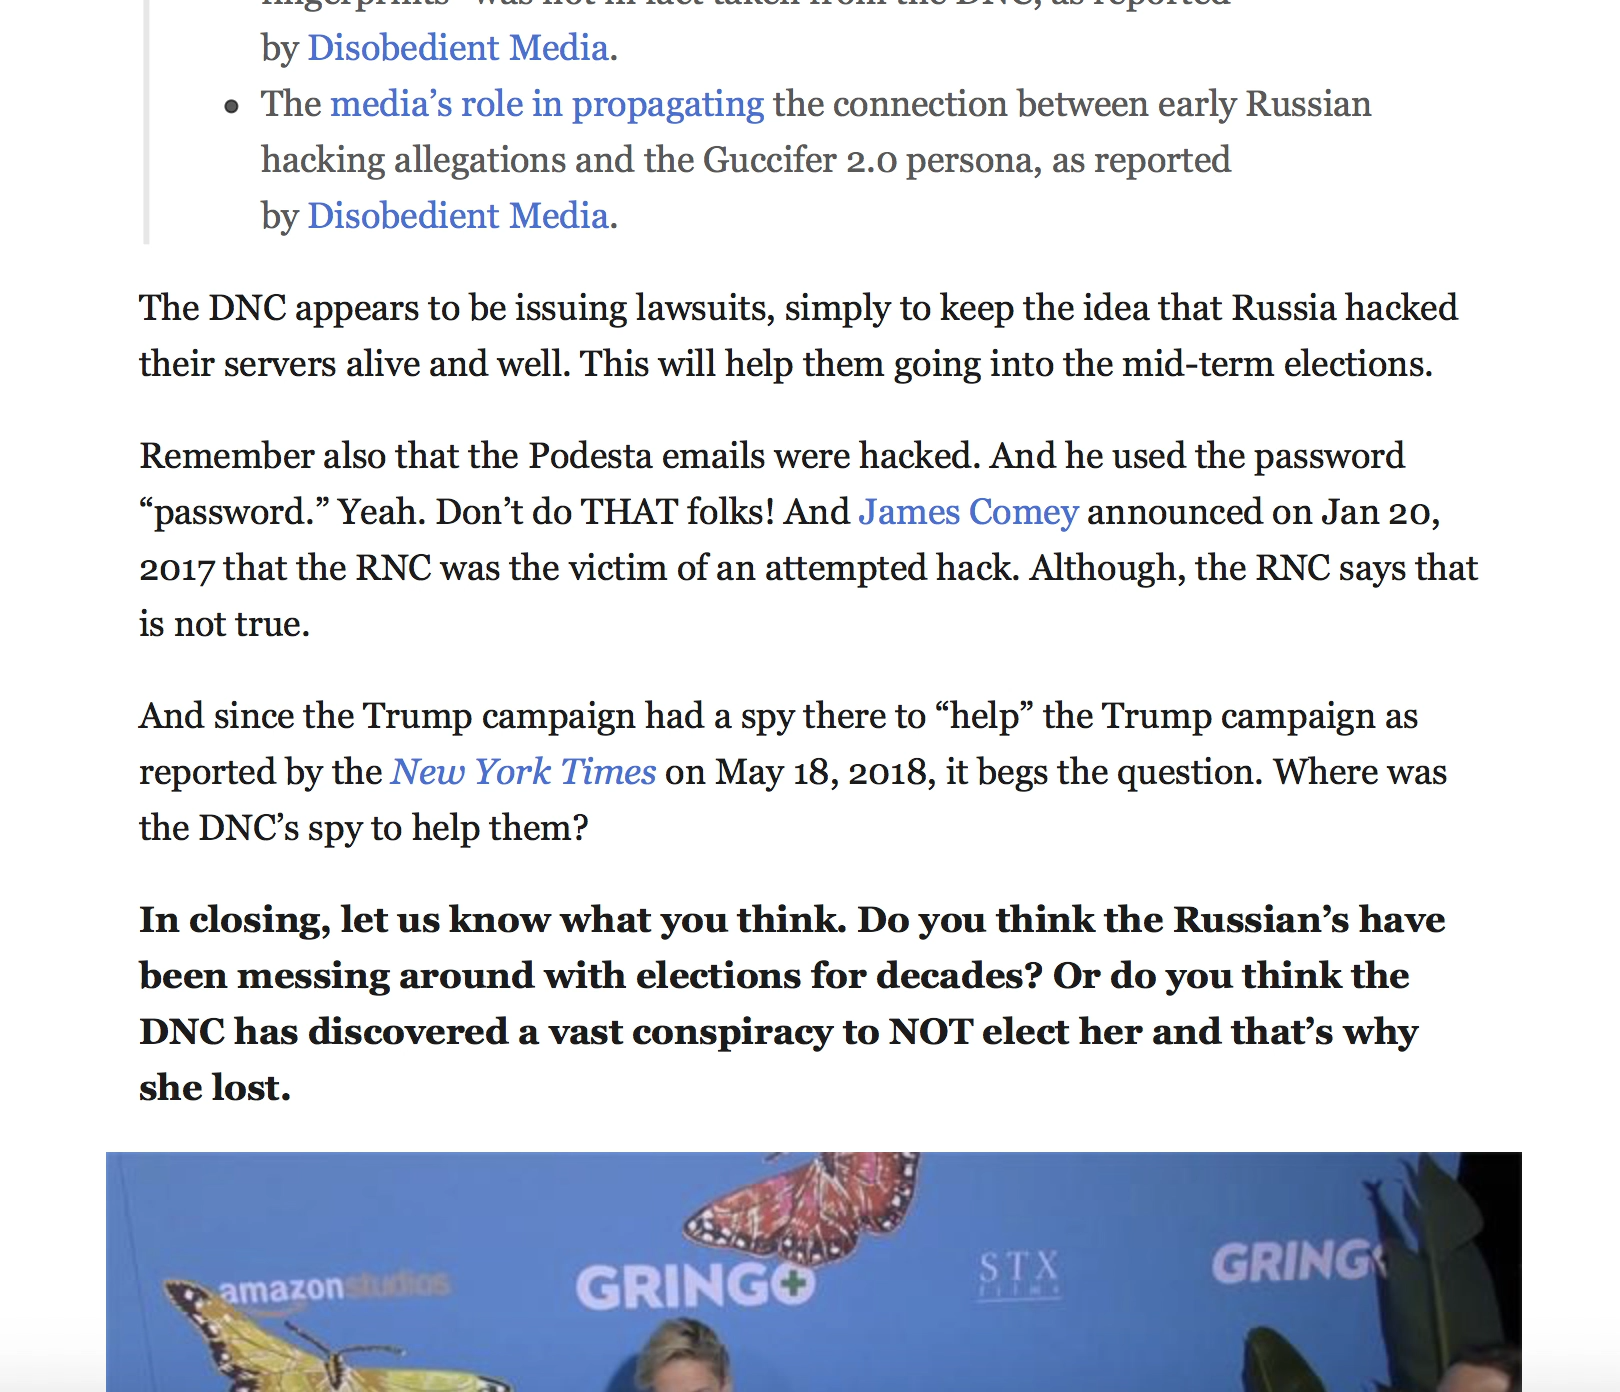 by Disobedient Media.
• The media’s role in propagating the connection between early Russian
hacking allegations and the Guccifer 2.0 persona, as reported
by Disobedient Media.
The DNC appears to be issuing lawsuits, simply to keep the idea that Russia hacked
their servers alive and well. This will help them going into the mid-term elections.
Remember also that the Podesta emails were hacked. And he used the password
“password.” Yeah. Don’t do THAT folks! And James Comey announced on Jan 20,
2017 that the RNC was the victim of an attempted hack. Although, the RNC says that
is not true.
And since the Trump campaign had a spy there to “help” the Trump campaign as
reported by the New York Times on May 18, 2018, it begs the question. Where was
the DNC’s spy to help them?
In closing, let us know what you think. Do you think the Russian’s have
been messing around with elections for decades? Or do you think the
DNC has discovered a vast conspiracy to NOT elect her and that’s why
she lost.
amazon studios
GRINGO
STX
films
GRING